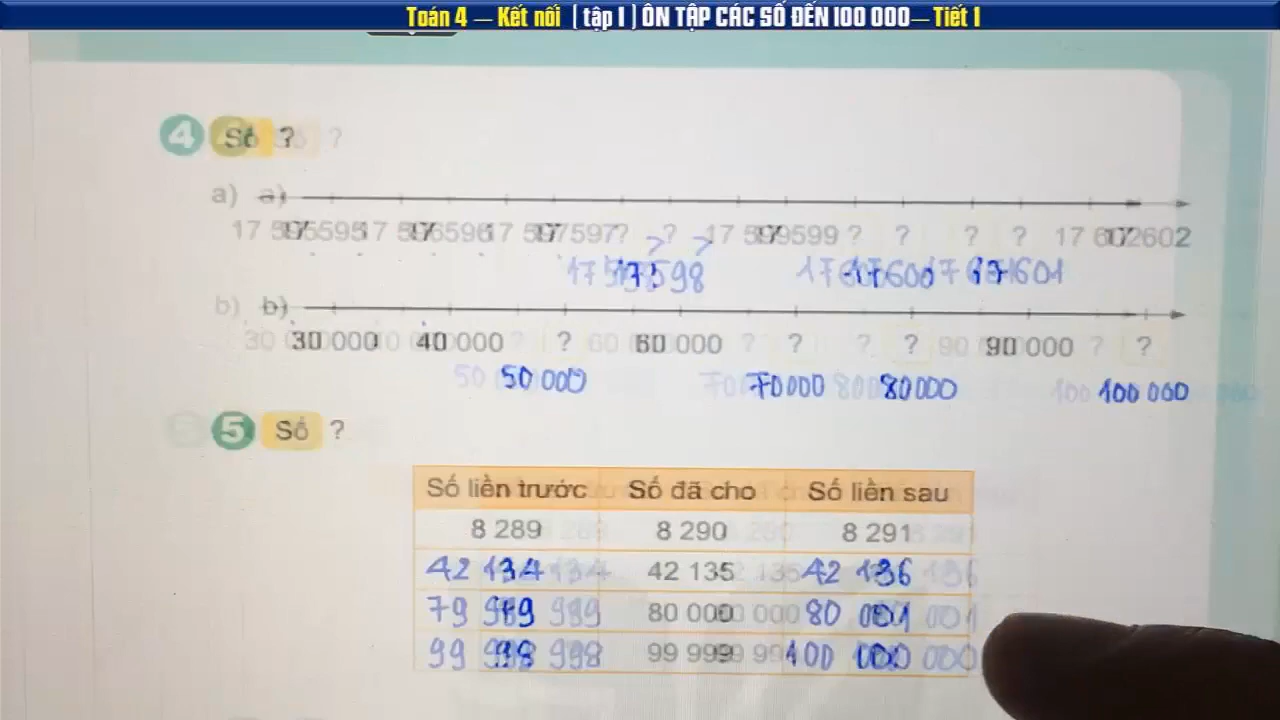 Toán 4 – Kết nối ( tập 1 ) ÔN TẬP CÁC SỐ ĐẾN 100 000 – Tiết 1
4 Số ?
a)
17 595 17 596 17 597 ? 17 599 ? ? 17 602
17 598 17 600 17 601
b)
30 000 40 000 ? 60 000 ? ? 90 000 ?
50 000 70 000 80 000 100 000
5 Số ?
Số liền trước Số đã cho Số liền sau
8 289 8 290 8 291
42 134 42 135 42 136
79 999 80 000 80 001
99 998 99 999 100 000